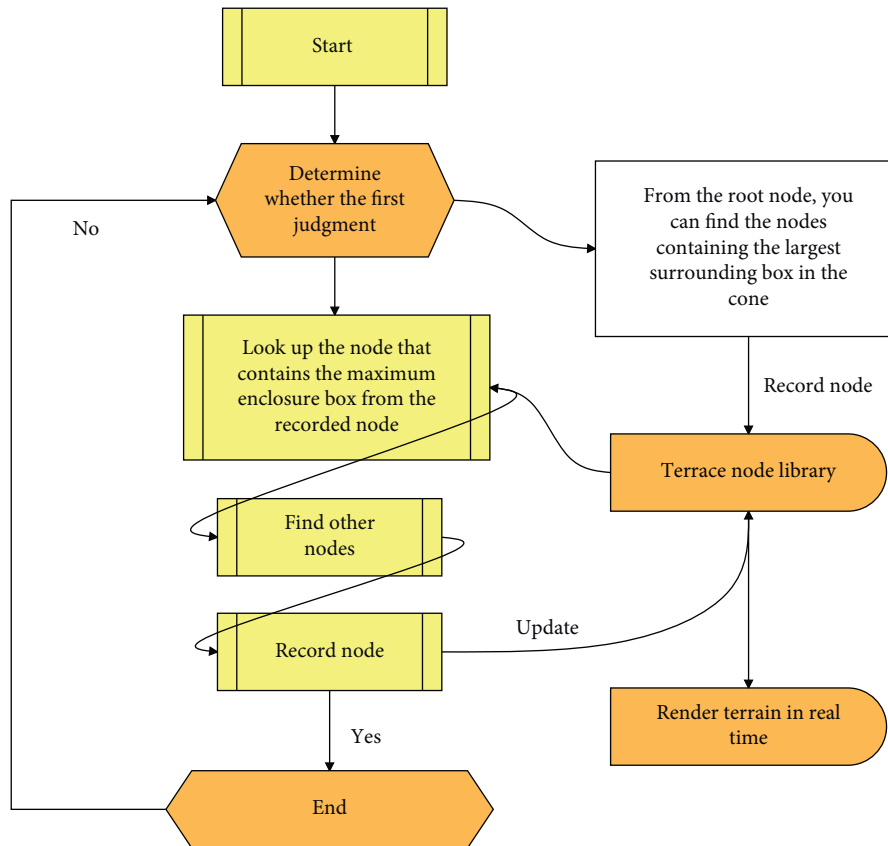 Start
Determine
whether the first
judgment
No
From the root node, you
can find the nodes
containing the largest
surrounding box in the
cone
Look up the node that
contains the maximum
enclosure box from the
recorded node
Record node
Terrace node library
Find other
nodes
Record node
Update
Render terrain in real
time
Yes
End